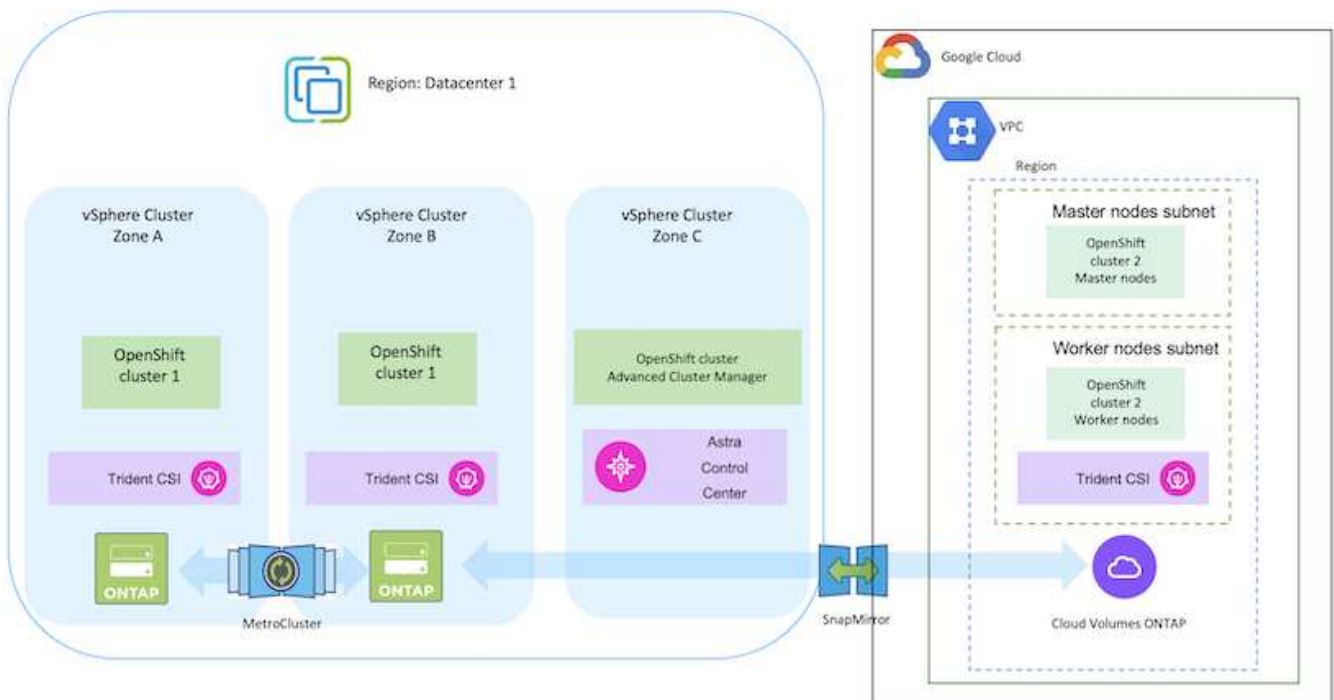 Region: Datacenter 1
vSphere Cluster
Zone A
OpenShift
cluster 1
Trident CSI
ONTAP
vSphere Cluster
Zone B
OpenShift
cluster 1
Trident CSI
ONTAP
MetroCluster
vSphere Cluster
Zone C
OpenShift cluster
Advanced Cluster Manager
Astra
Control
Center
SnapMirror
Google Cloud
VPC
Region
Master nodes subnet
OpenShift
cluster 2
Master nodes
Worker nodes subnet
OpenShift
cluster 2
Worker nodes
Trident CSI
Cloud Volumes ONTAP